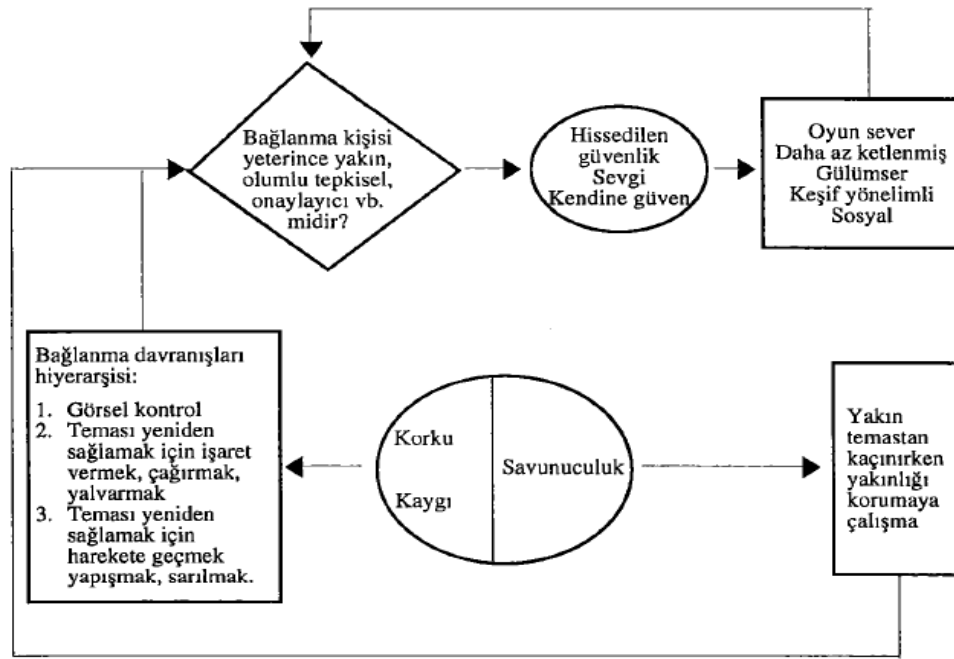 Bağlanma kişisi
yeterince yakın,
olumlu tepkisel,
onaylayıcı vb.
midir?
Hissedilen
güvenlik
Sevgi
Kendine güven
Oyun sever
Daha az ketlenmiş
Gülümser
Keşif yönelimli
Sosyal
Bağlanma davranışları
hiyerarşisi:
1. Görsel kontrol
2. Teması yeniden
sağlamak için işaret
vermek, çağırmak,
yalvarmak
3. Teması yeniden
sağlamak için
harekete geçmek
yapışmak, sarılmak.
Korku
Kaygı
Savunuculuk
Yakın
temastan
kaçınırken
yakınlığı
korumaya
çalışma